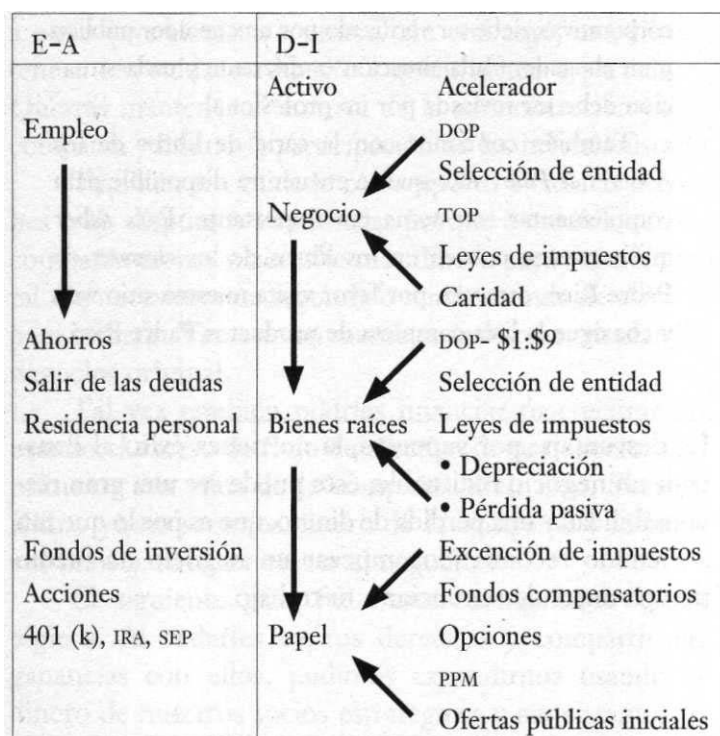 E-A D-I
Activo Acelerador
Empleo DOP
Selección de entidad
Negocio TOP
Leyes de impuestos
Caridad
Ahorros DOP- $1:$9
Salir de las deudas Selección de entidad
Residencia personal Bienes raíces Leyes de impuestos
• Depreciación
• Pérdida pasiva
Fondos de inversión Excención de impuestos
Acciones Fondos compensatorios
401 (k), IRA, SEP Papel Opciones
PPM
Ofertas públicas iniciales